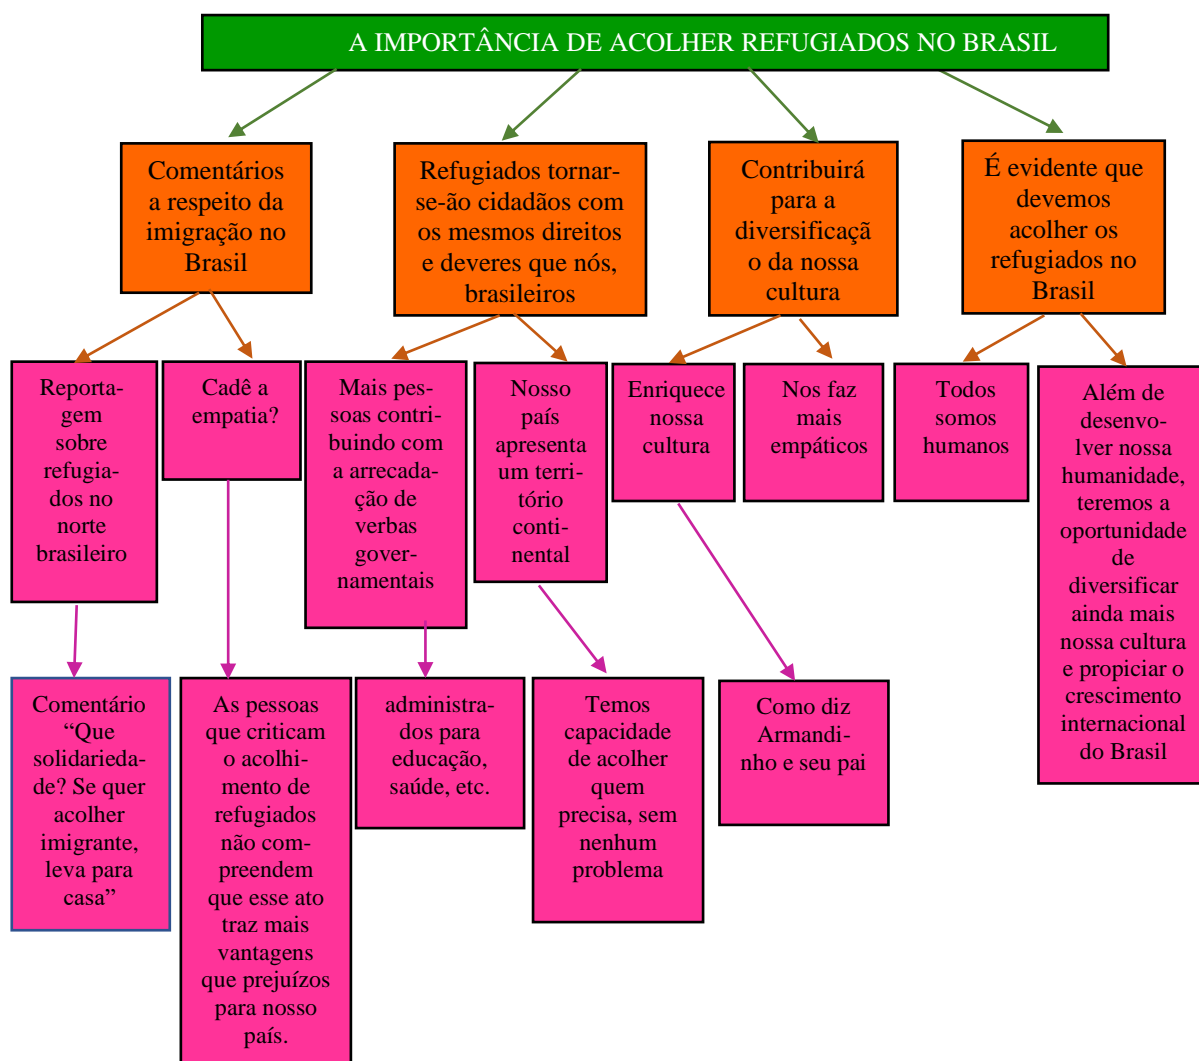 A IMPORTÂNCIA DE ACOLHER REFUGIADOS NO BRASIL
Comentários
a respeito da
imigração no
Brasil
Refugiados tornar-
se-ão cidadãos com
os mesmos direitos
e deveres que nós,
brasileiros
Contribuirá
para a
diversificaçã
o da nossa
cultura
É evidente que
devemos
acolher os
refugiados no
Brasil
Reporta-
gem
sobre
refugia-
dos no
norte
brasileiro
Cadê a
empatia?
Mais pes-
soas contri-
buindo com
a arrecada-
ção de
verbas
gover-
namentais
Nosso
país
apresenta
um terri-
tório
conti-
nental
Enriquece
nossa
cultura
Nos faz
mais
empáticos
Todos
somos
humanos
Além de
desenvo-
lver nossa
humanidade,
teremos a
oportunidade
de
diversificar
ainda mais
nossa cultura
e propiciar o
crescimento
internacional
do Brasil
Comentário
“Que
solidarieda-
de? Se quer
acolher
imigrante,
leva para
casa”
As pessoas
que criticam
o acolhi-
mento de
refugiados
não com-
preendem
que esse ato
traz mais
vantagens
que prejuízos
para nosso
país.
administra-
dos para
educação,
saúde, etc.
Temos
capacidade
de acolher
quem
precisa, sem
nenhum
problema
Como diz
Armandi-
nho e seu pai